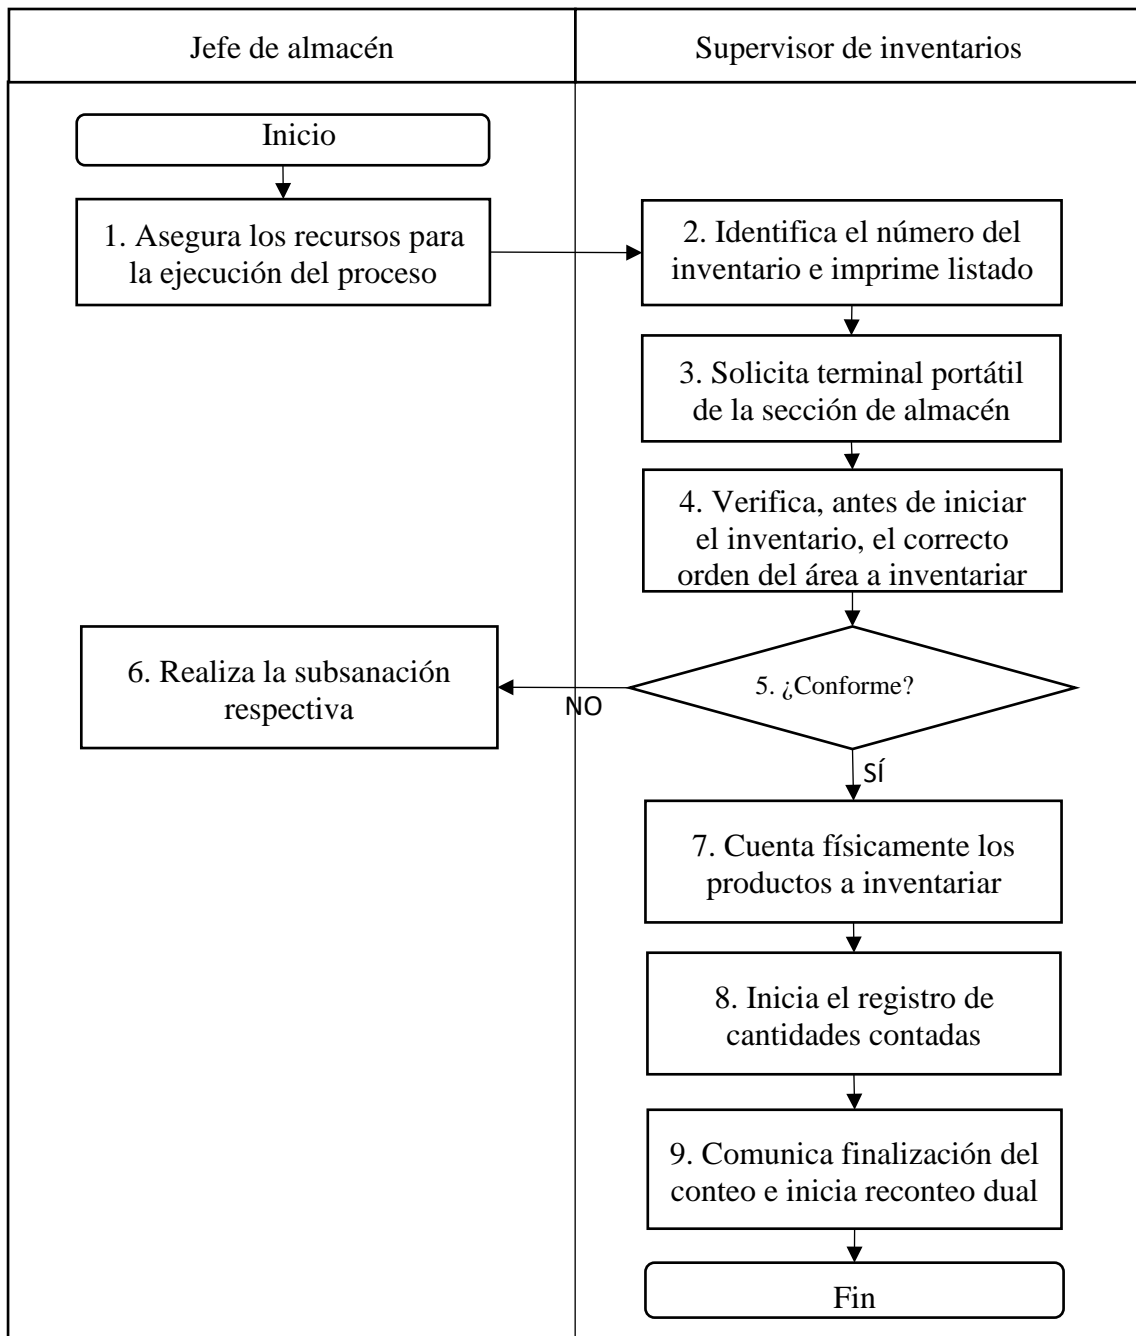 Jefe de almacén
Supervisor de inventarios
Inicio
1. Asegura los recursos para
la ejecución del proceso
2. Identifica el número del
inventario e imprime listado
3. Solicita terminal portátil
de la sección de almacén
4. Verifica, antes de iniciar
el inventario, el correcto
orden del área a inventariar
5. ¿Conforme?
NO
6. Realiza la subsanación
respectiva
SÍ
7. Cuenta físicamente los
productos a inventariar
8. Inicia el registro de
cantidades contadas
9. Comunica finalización del
conteo e inicia reconteo dual
Fin